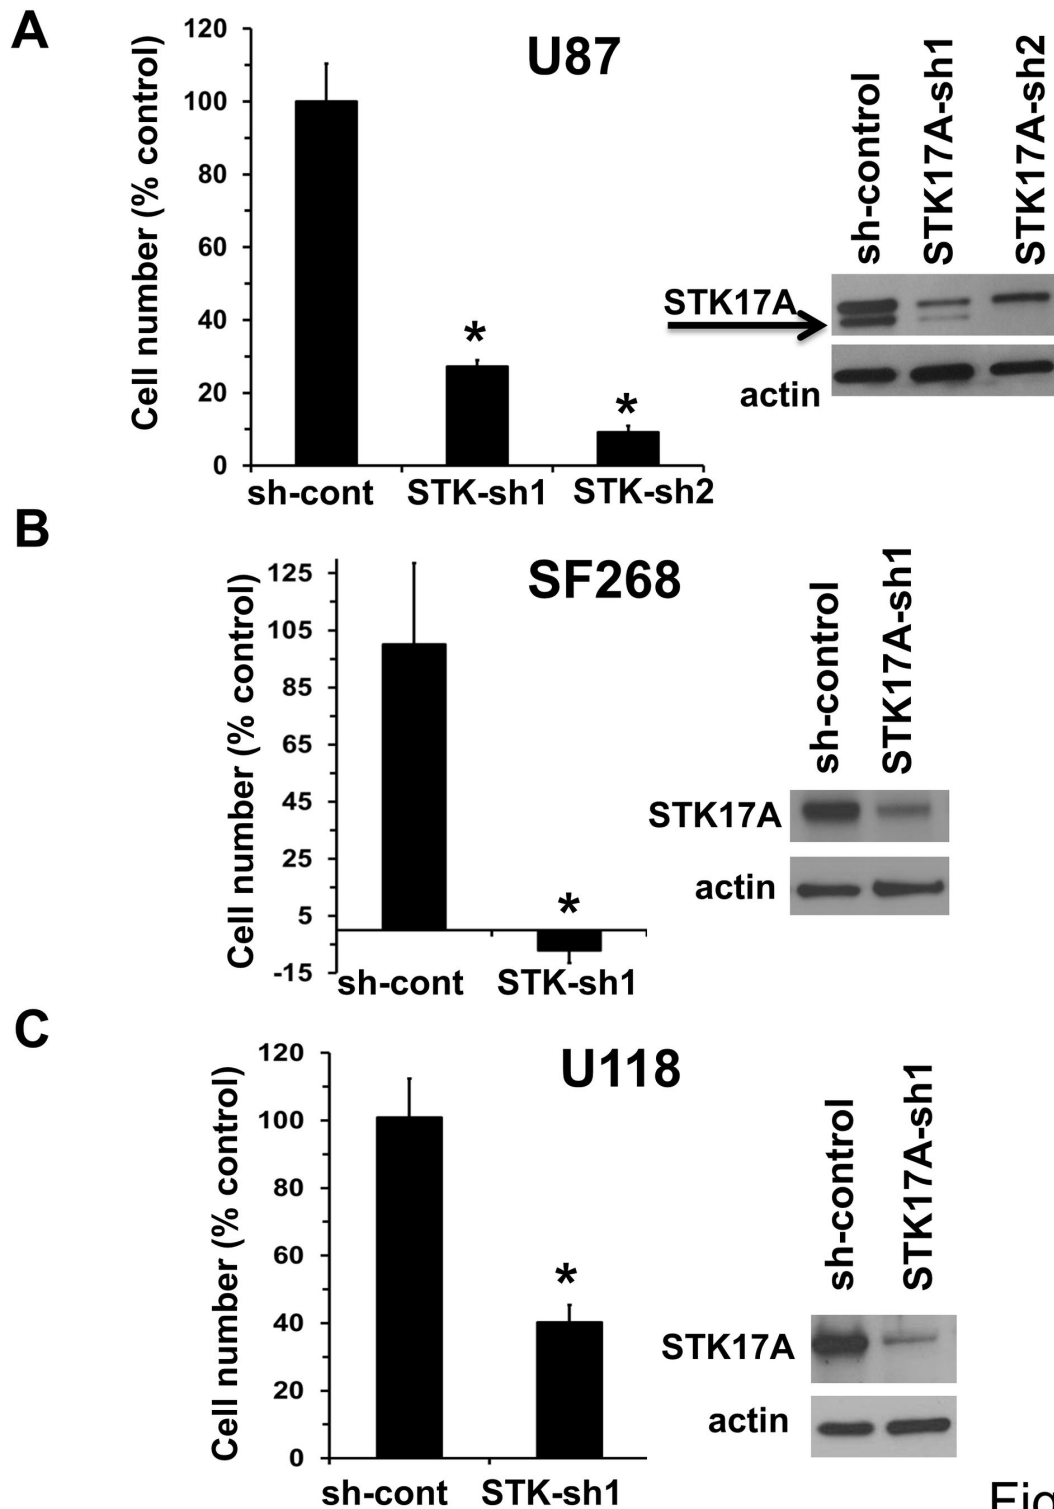 A
U87
Cell number (% control)
120
100
80
60
40
20
0
*
*
sh-cont STK-sh1 STK-sh2
sh-control
STK17A-sh1
STK17A-sh2
STK17A
actin
B
SF268
Cell number (% control)
125
105
85
65
45
25
5
-15
*
sh-cont STK-sh1
sh-control
STK17A-sh1
STK17A
actin
C
U118
Cell number (% control)
120
100
80
60
40
20
0
*
sh-cont STK-sh1
sh-control
STK17A-sh1
STK17A
actin
Fig